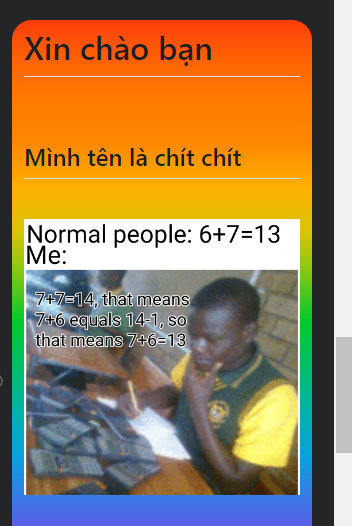 Xin chào bạn
Mình tên là chít chít
Normal people: 6+7=13
Me:
7+7=14, that means
7+6 equals 14-1, so
that means 7+6=13